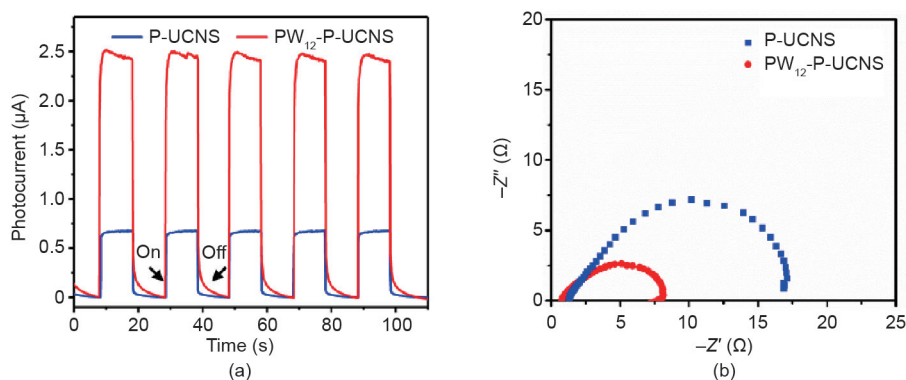 P-UCNS
PW₁₂-P-UCNS
2.5
2.0
1.5
1.0
0.5
0
Photocurrent (μA)
On
Off
0
20
40
60
80
100
Time (s)
(a)
P-UCNS
PW₁₂-P-UCNS
20
15
10
5
0
–Z″ (Ω)
0
5
10
15
20
25
–Z′ (Ω)
(b)